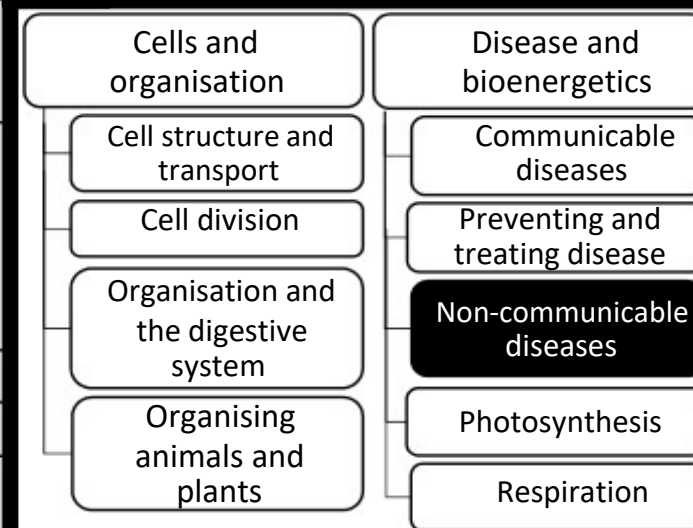 Cells and
organisation
Cell structure and
transport
Cell division
Organisation and
the digestive
system
Organising
animals and
plants
Disease and
bioenergetics
Communicable
diseases
Preventing and
treating disease
Non-communicable
diseases
Photosynthesis
Respiration